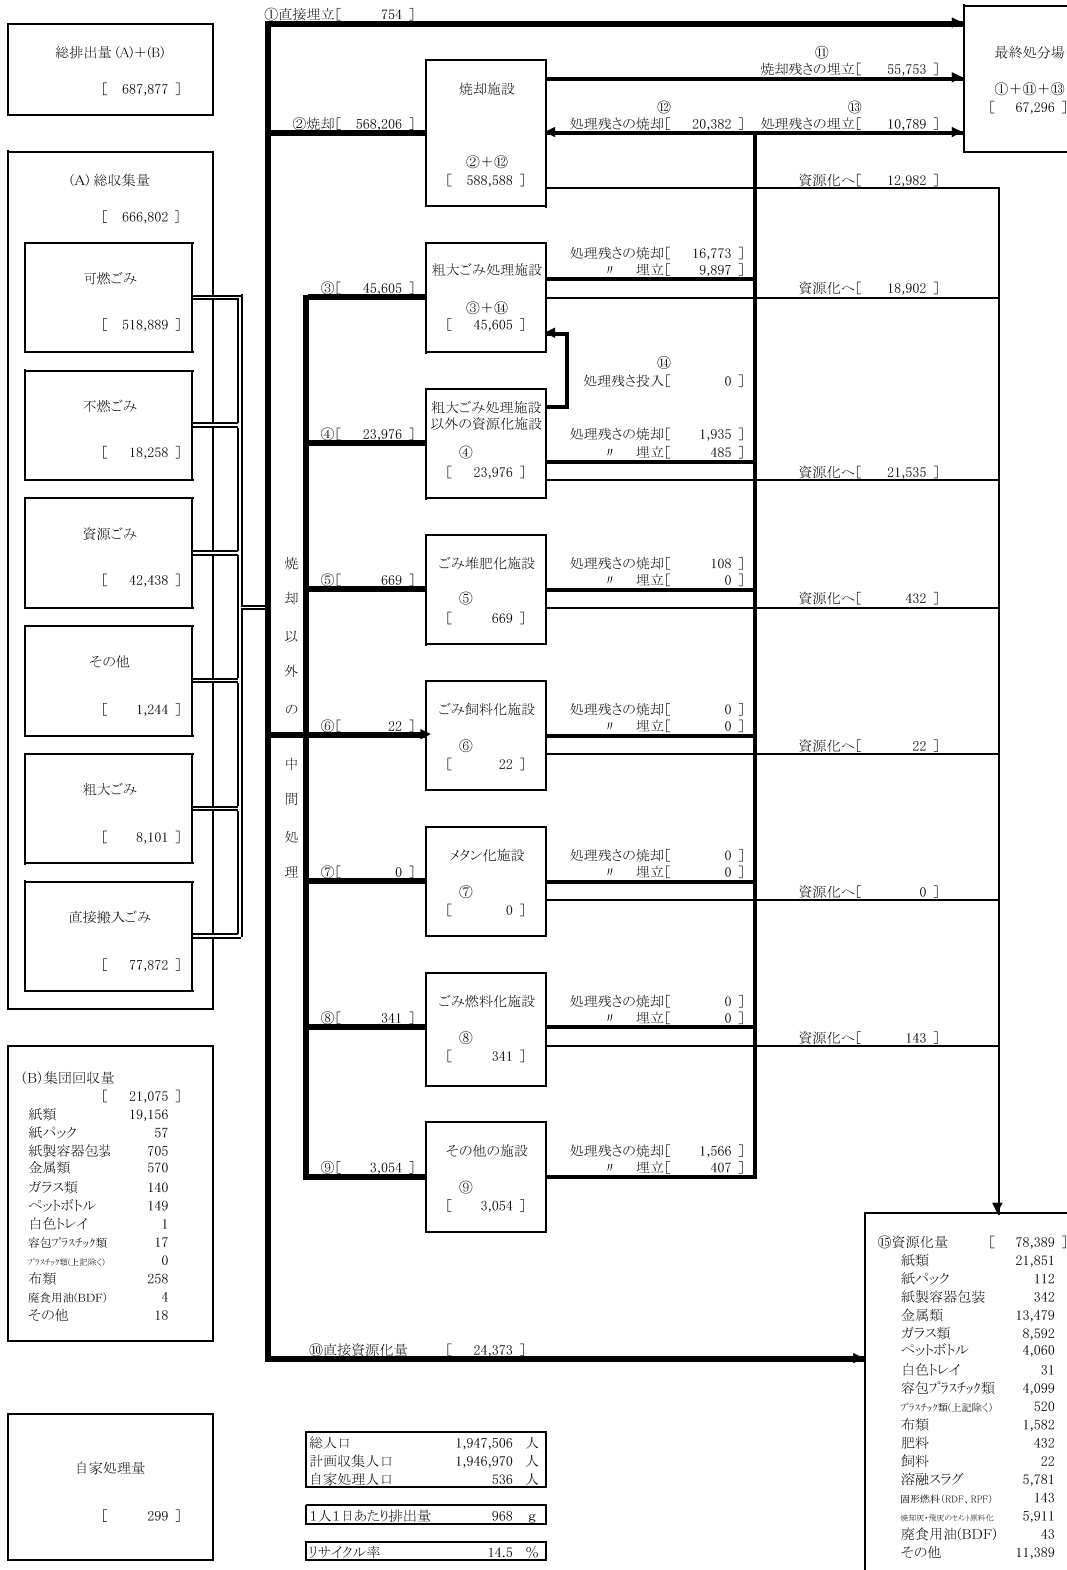 ①直接埋立[ 754 ]
総排出量 (A)+(B)
[ 687,877 ]
(A) 総収集量
[ 666,802 ]
可燃ごみ
[ 518,889 ]
不燃ごみ
[ 18,258 ]
資源ごみ
[ 42,438 ]
その他
[ 1,244 ]
粗大ごみ
[ 8,101 ]
直接搬入ごみ
[ 77,872 ]
(B)集団回収量
[ 21,075 ]
紙類 19,156
紙パック 57
紙製容器包装 705
金属類 570
ガラス類 140
ペットボトル 149
白色トレイ 1
容包プラスチック類 17
プラスチック類(上記除く) 0
布類 258
廃食用油(BDF) 4
その他 18
自家処理量
[ 299 ]
②焼却[ 568,206 ]
焼却施設
②+⑫
[ 588,588 ]
⑪
焼却残さの埋立[ 55,753 ]
⑫
処理残さの焼却[ 20,382 ]
⑬
処理残さの埋立[ 10,789 ]
最終処分場
①+⑪+⑬
[ 67,296 ]
資源化へ[ 12,982 ]
焼却以外の中間処理
③[ 45,605 ]
粗大ごみ処理施設
③+⑭
[ 45,605 ]
処理残さの焼却[ 16,773 ]
〃 埋立[ 9,897 ]
資源化へ[ 18,902 ]
⑭
処理残さ投入[ 0 ]
④[ 23,976 ]
粗大ごみ処理施設
以外の資源化施設
④
[ 23,976 ]
処理残さの焼却[ 1,935 ]
〃 埋立[ 485 ]
資源化へ[ 21,535 ]
⑤[ 669 ]
ごみ堆肥化施設
⑤
[ 669 ]
処理残さの焼却[ 108 ]
〃 埋立[ 0 ]
資源化へ[ 432 ]
⑥[ 22 ]
ごみ飼料化施設
⑥
[ 22 ]
処理残さの焼却[ 0 ]
〃 埋立[ 0 ]
資源化へ[ 22 ]
⑦[ 0 ]
メタン化施設
⑦
[ 0 ]
処理残さの焼却[ 0 ]
〃 埋立[ 0 ]
資源化へ[ 0 ]
⑧[ 341 ]
ごみ燃料化施設
⑧
[ 341 ]
処理残さの焼却[ 0 ]
〃 埋立[ 0 ]
資源化へ[ 143 ]
⑨[ 3,054 ]
その他の施設
⑨
[ 3,054 ]
処理残さの焼却[ 1,566 ]
〃 埋立[ 407 ]
⑩直接資源化量 [ 24,373 ]
⑮資源化量 [ 78,389 ]
紙類 21,851
紙パック 112
紙製容器包装 342
金属類 13,479
ガラス類 8,592
ペットボトル 4,060
白色トレイ 31
容包プラスチック類 4,099
プラスチック類(上記除く) 520
布類 1,582
肥料 432
飼料 22
溶融スラグ 5,781
固形燃料(RDF、RPF) 143
焼却灰・飛灰のセメント原料化 5,911
廃食用油(BDF) 43
その他 11,389
総人口 1,947,506 人
計画収集人口 1,946,970 人
自家処理人口 536 人
1人1日あたり排出量 968 g
リサイクル率 14.5 %